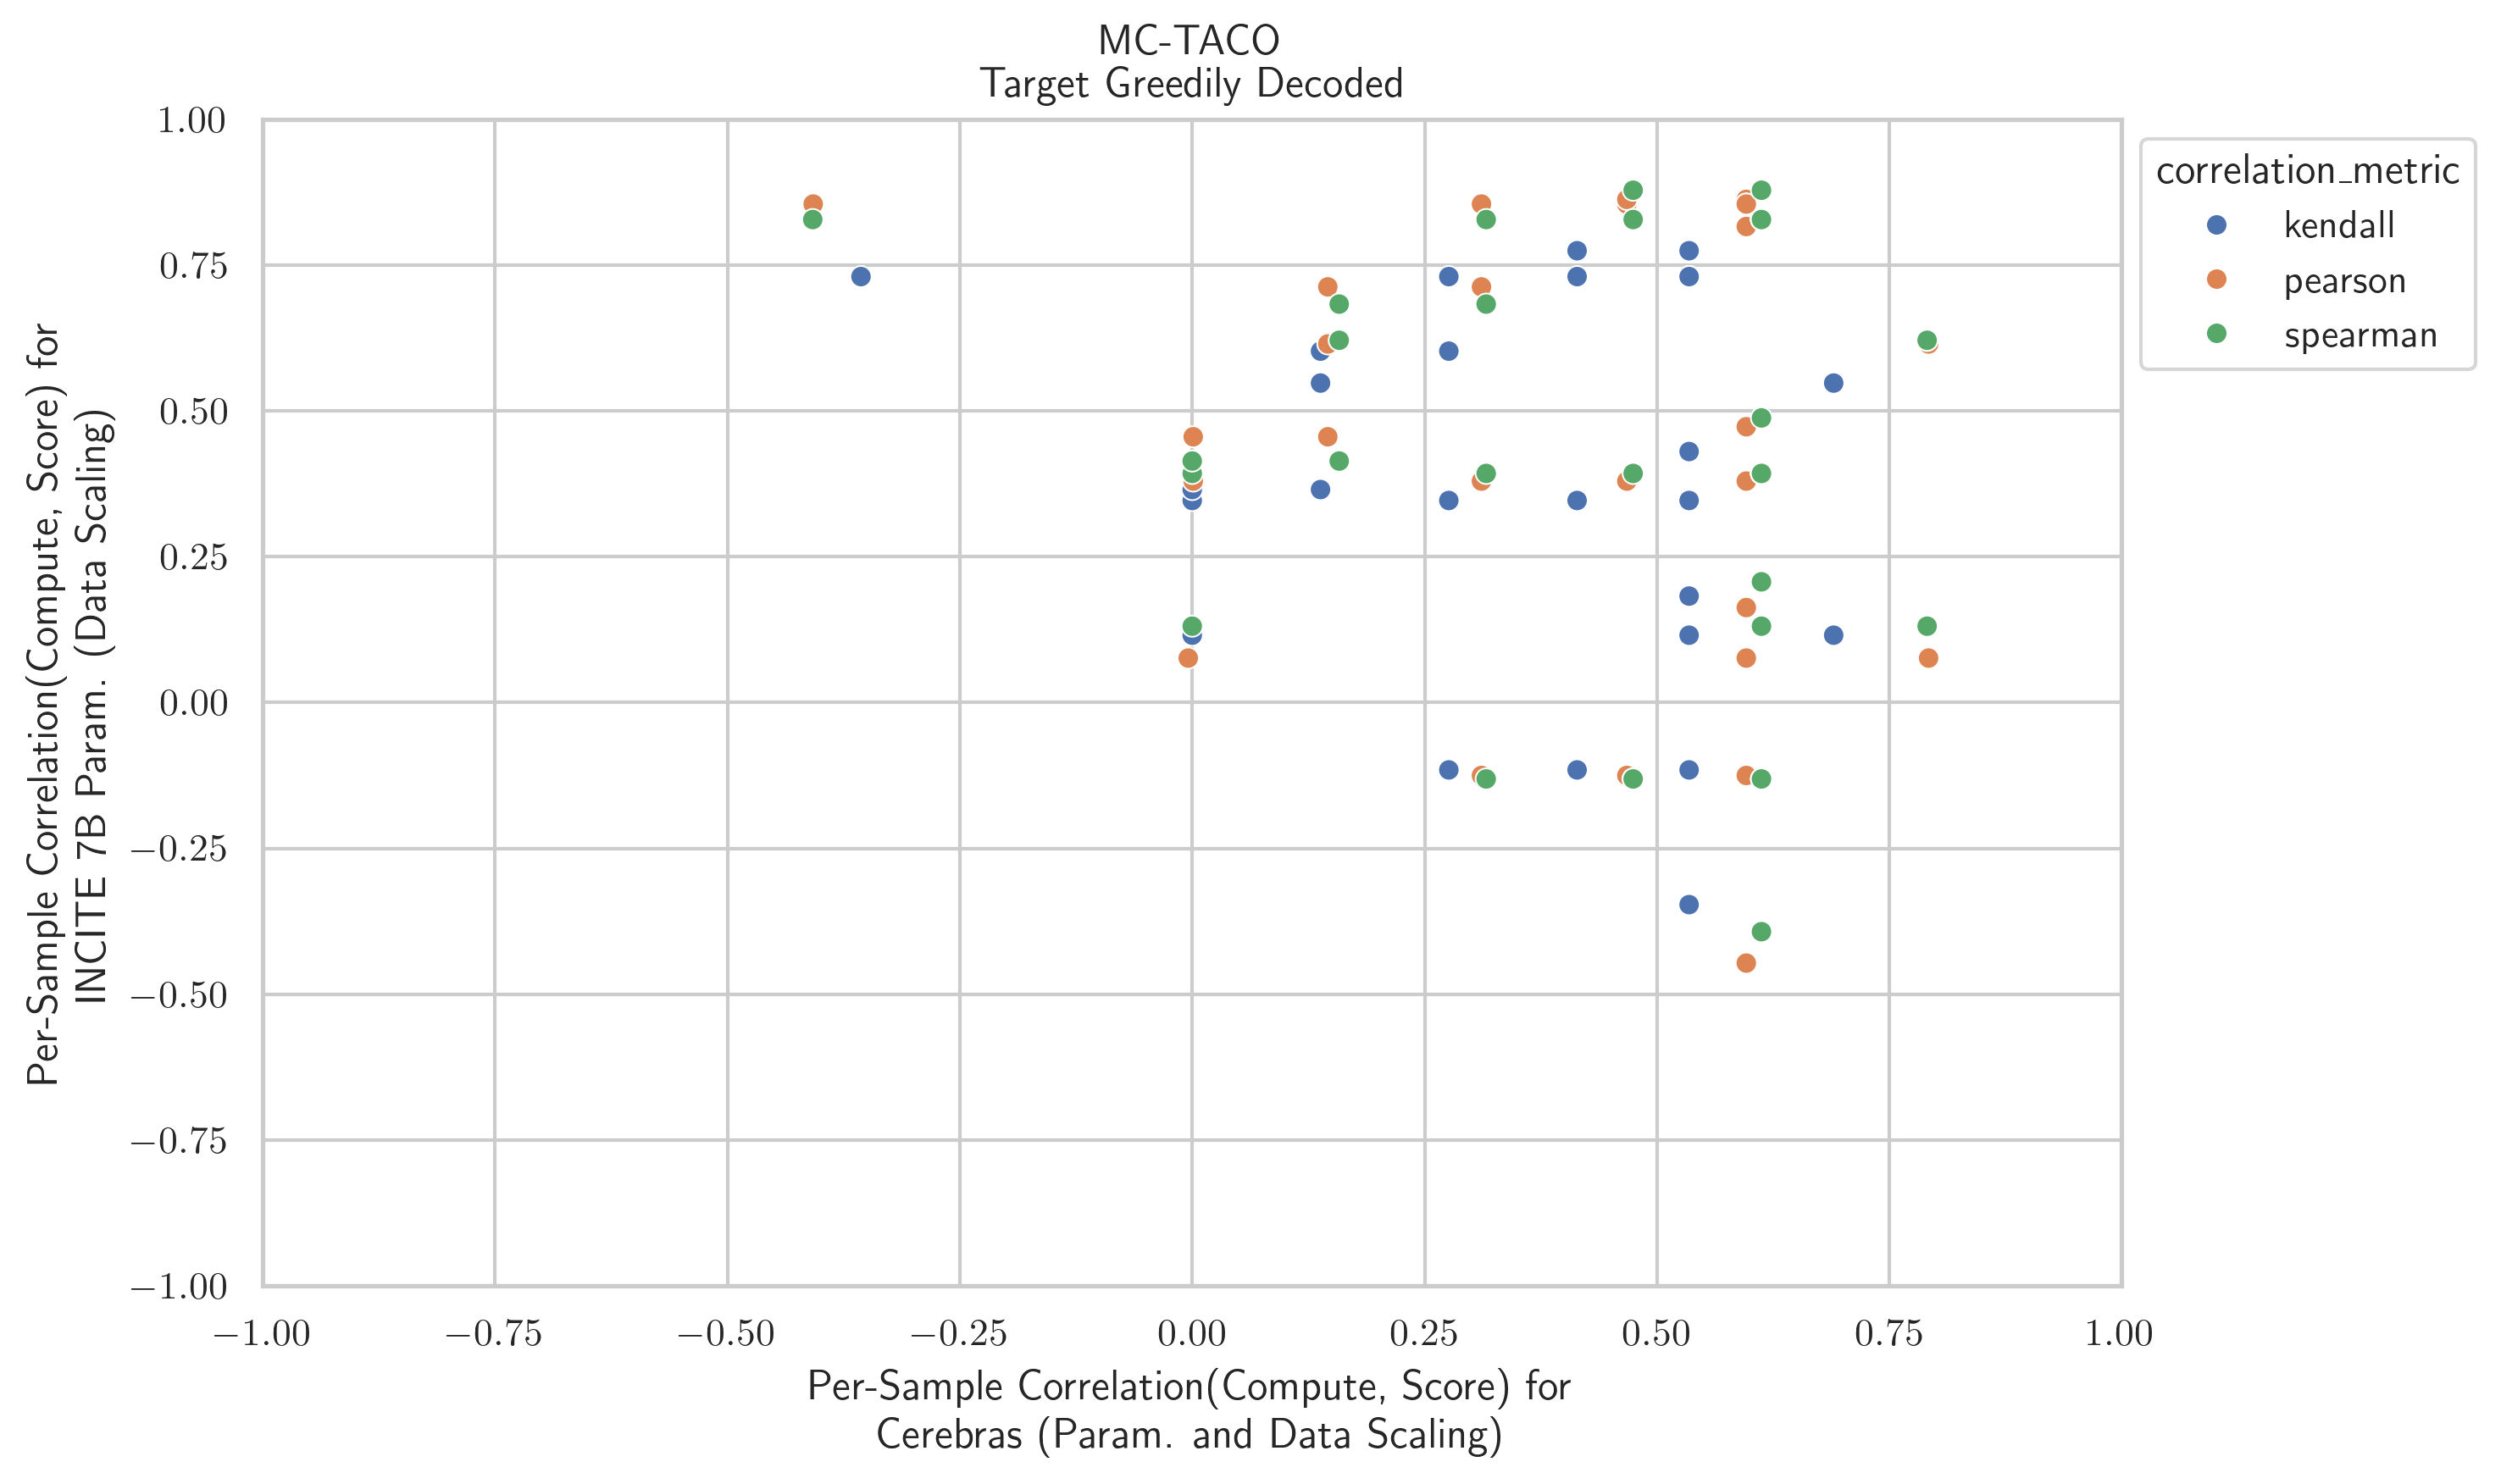 MC-TACO
Target Greedily Decoded
Per-Sample Correlation(Compute, Score) for
INCITE 7B Param. (Data Scaling)
1.00
0.75
0.50
0.25
0.00
−0.25
−0.50
−0.75
−1.00
−1.00 −0.75 −0.50 −0.25 0.00 0.25 0.50 0.75 1.00
Per-Sample Correlation(Compute, Score) for
Cerebras (Param. and Data Scaling)
correlation_metric
kendall
pearson
spearman